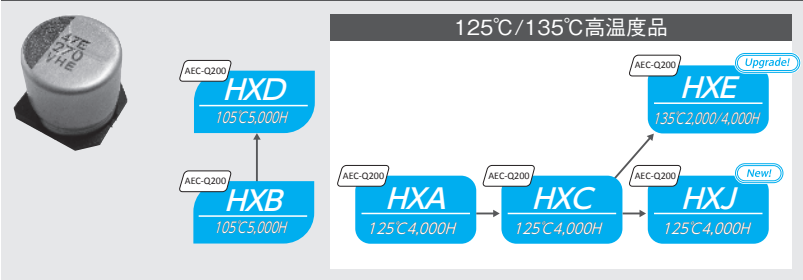 47E
270
VHE
125℃/135℃高温度品
AEC-Q200
HXD
105℃5,000H
AEC-Q200
HXB
105℃5,000H
AEC-Q200
HXA
125℃4,000H
AEC-Q200
HXC
125℃4,000H
AEC-Q200
Upgrade!
HXE
135℃2,000/4,000H
AEC-Q200
New!
HXJ
125℃4,000H